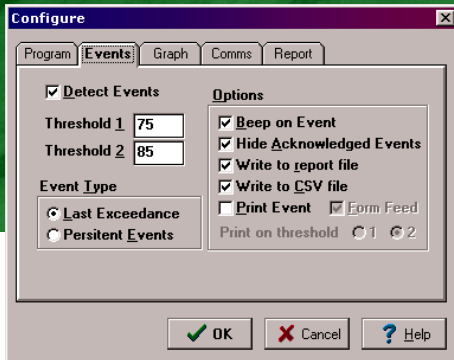 Configure
Program Events Graph Comms Report
Detect Events
Threshold 1 75
Threshold 2 85
Event Type
Last Exceedance
Persitent Events
Options
Beep on Event
Hide Acknowledged Events
Write to report file
Write to CSV file
Print Event Form Feed
Print on threshold 1 2
OK Cancel Help